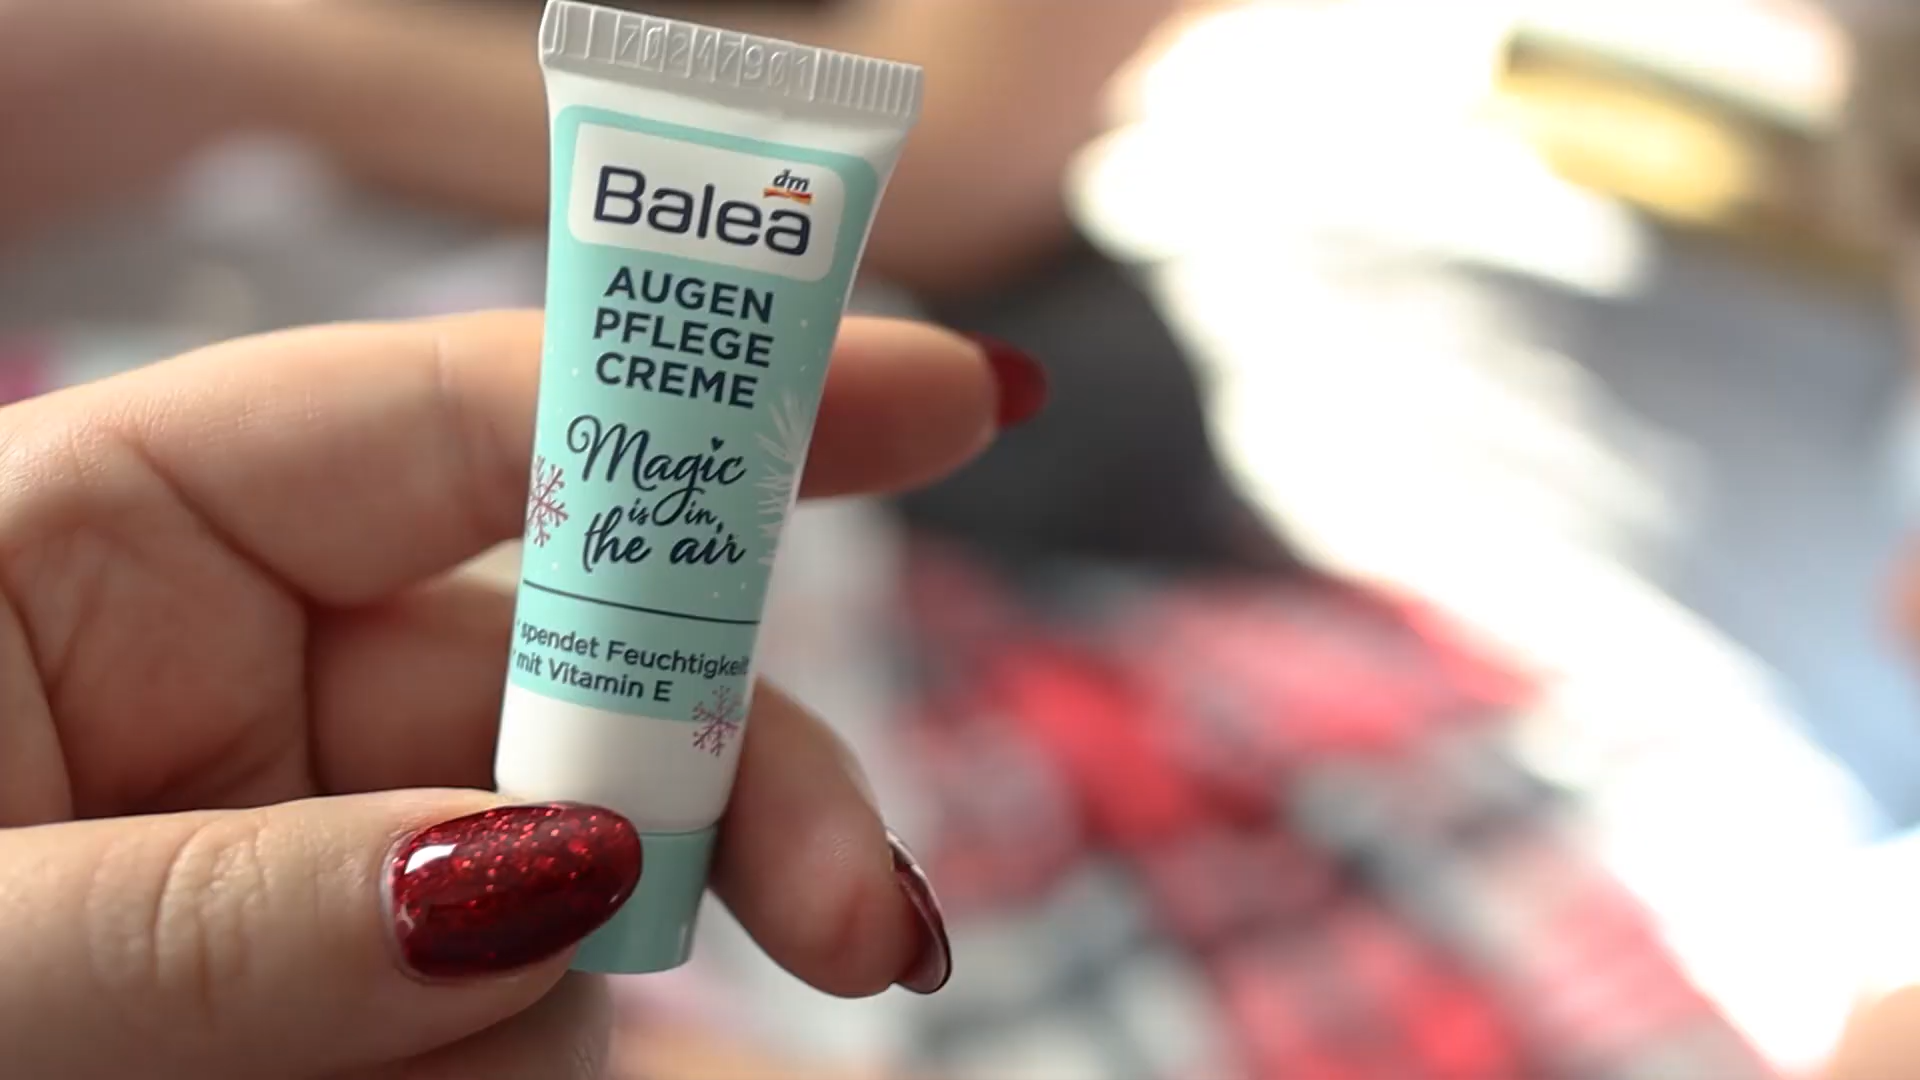 70247901
dm
Balea
AUGEN
PFLEGE
CREME
Magic
is in
the air
spendet Feuchtigkeit
mit Vitamin E